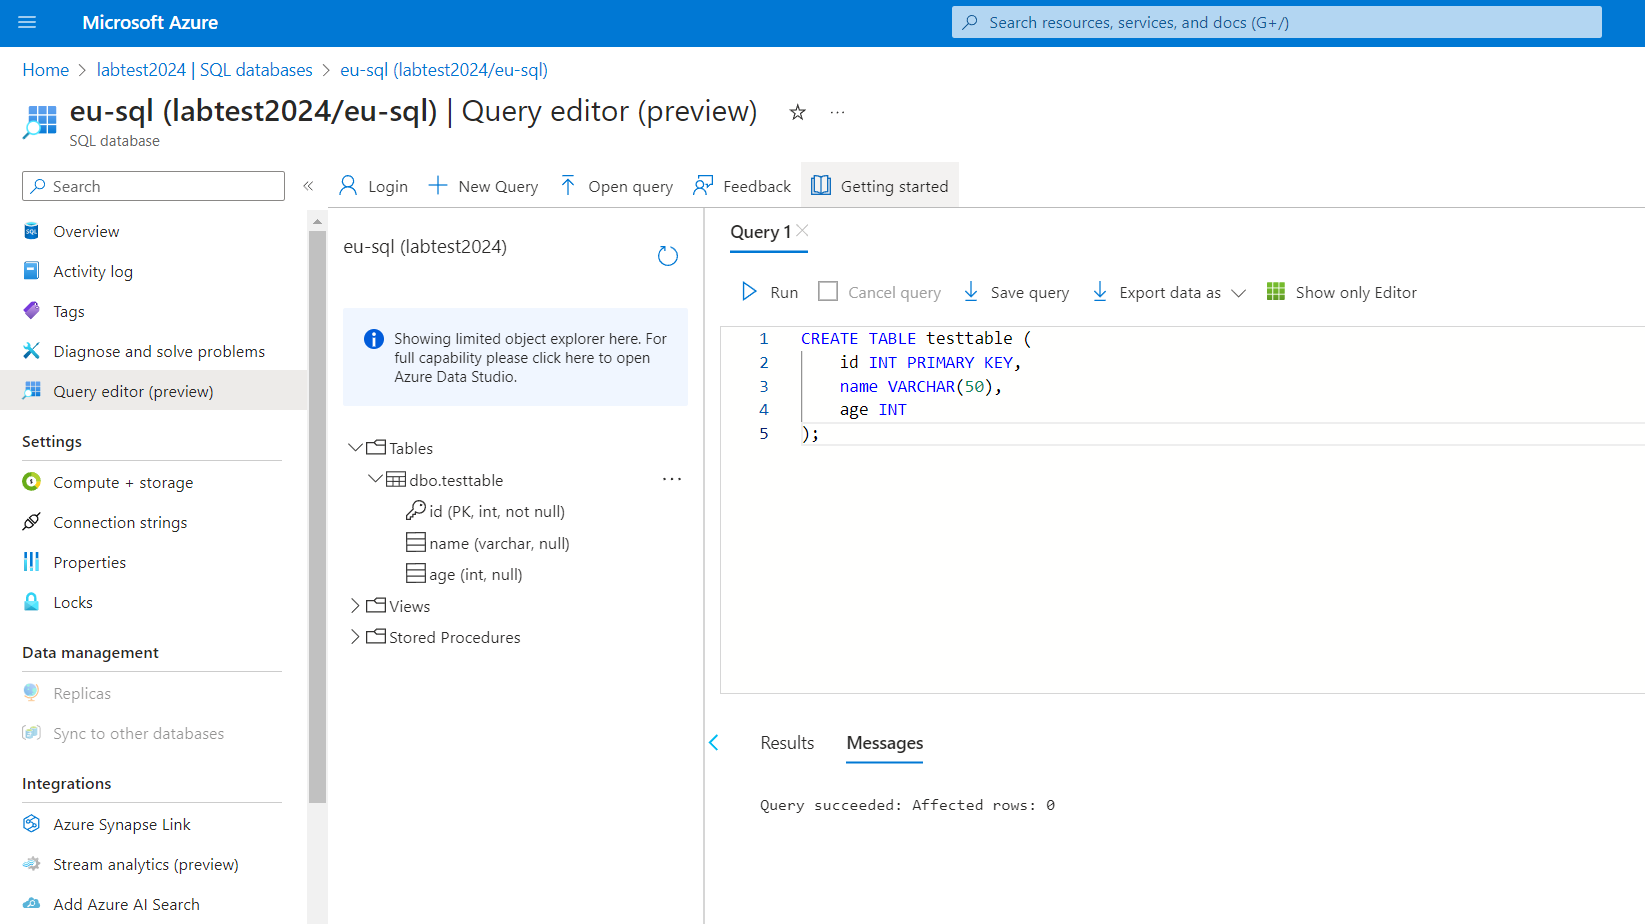 Microsoft Azure
Search resources, services, and docs (G+/)
Home > labtest2024 | SQL databases > eu-sql (labtest2024/eu-sql)
eu-sql (labtest2024/eu-sql) | Query editor (preview)
SQL database
Search
Overview
Activity log
Tags
Diagnose and solve problems
Query editor (preview)
Settings
Compute + storage
Connection strings
Properties
Locks
Data management
Replicas
Sync to other databases
Integrations
Azure Synapse Link
Stream analytics (preview)
Add Azure AI Search
Login
New Query
Open query
Feedback
Getting started
eu-sql (labtest2024)
Showing limited object explorer here. For
full capability please click here to open
Azure Data Studio.
Tables
dbo.testtable
id (PK, int, not null)
name (varchar, null)
age (int, null)
Views
Stored Procedures
Query 1
Run
Cancel query
Save query
Export data as
Show only Editor
1 CREATE TABLE testtable (
2 id INT PRIMARY KEY,
3 name VARCHAR(50),
4 age INT
5 );
Results
Messages
Query succeeded: Affected rows: 0